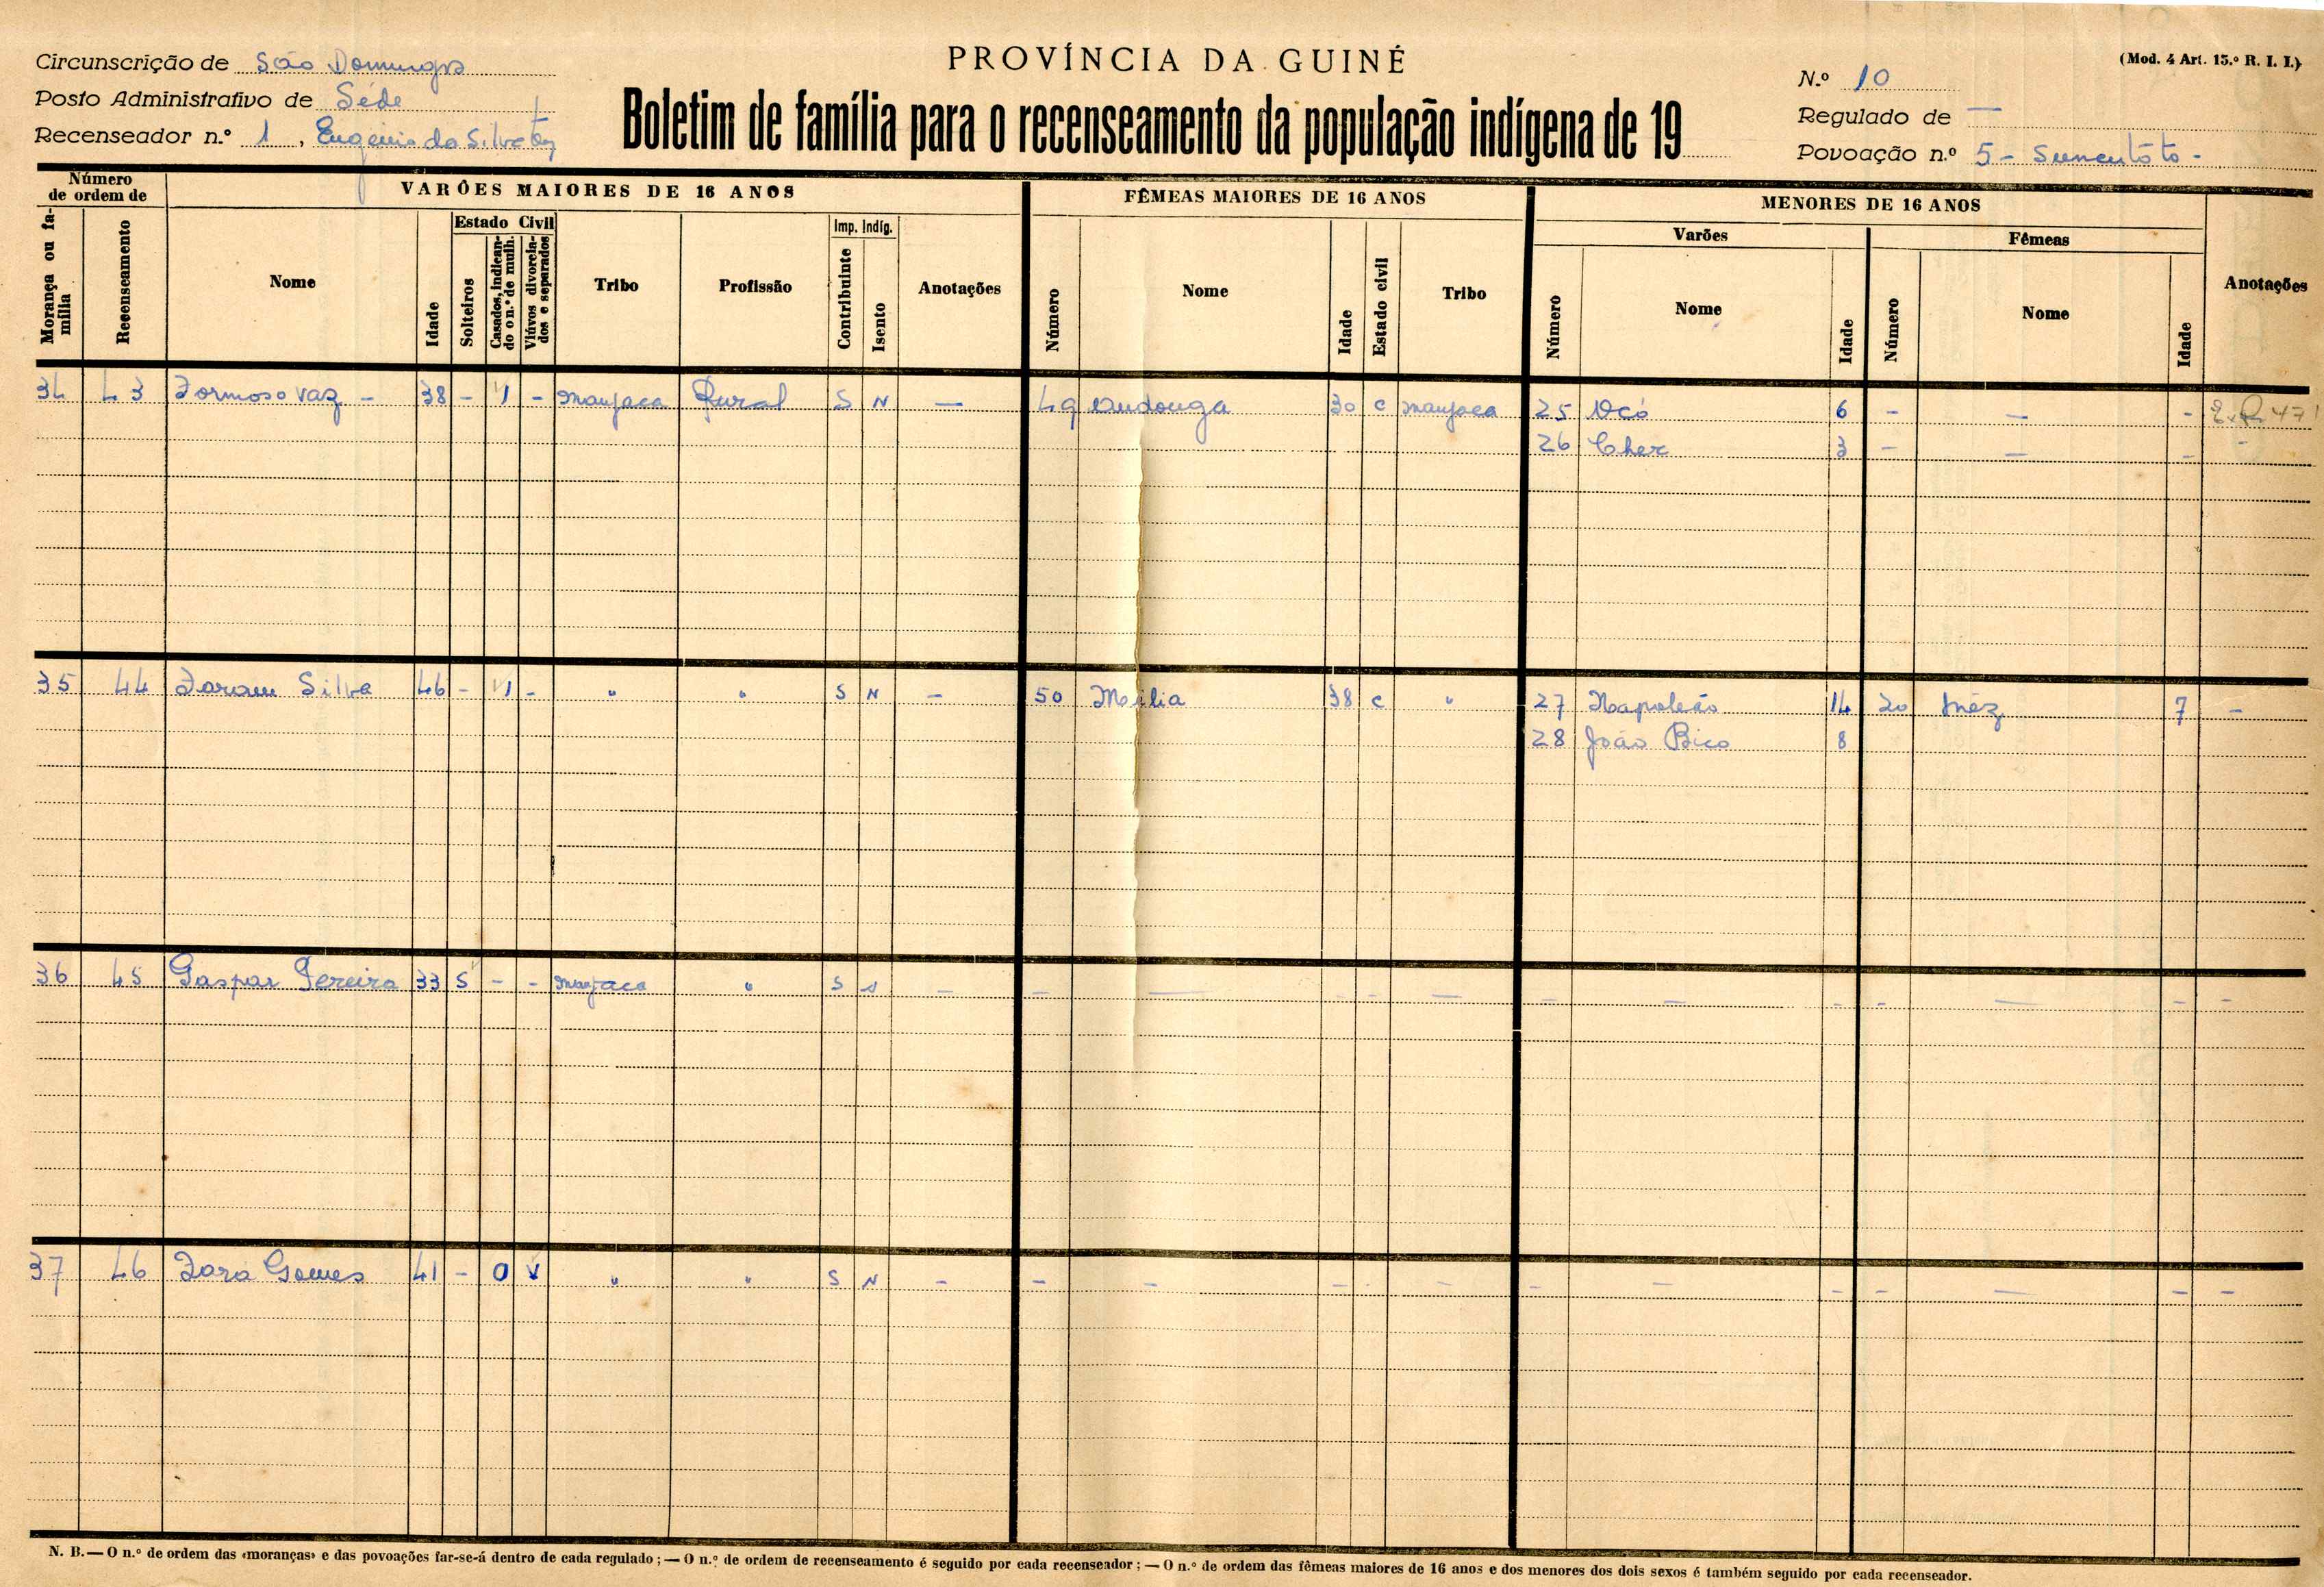 PROVÍNCIA DA GUINÉ
(Mod. 4 Art. 15.º R. I. I.)
Circunscrição de São Domingos
Posto Administrativo de Séde
Recenseador n.º 1, Eugénio da Silva
Boletim de família para o recenseamento da população indígena de 19
N.º 10
Regulado de —
Povoação n.º 5 -
Número de ordem de
VARÕES MAIORES DE 16 ANOS
FÊMEAS MAIORES DE 16 ANOS
MENORES DE 16 ANOS
Morança ou família
Recenseamento
Nome
Idade
Estado Civil
Solteiros
Casados, indicando o n.º de mulh.
Viúvos divorciados e separados
Tribo
Profissão
Imp. Indíg.
Contribuinte
Isento
Anotações
Número
Nome
Idade
Estado civil
Tribo
Varões
Número
Nome
Idade
Fêmeas
Número
Nome
Idade
Anotações
34 43 Formoso Vaz - 38 - 1 - Manjaca Rural S N — 49 30 C Manjaca 25 Ocó 6 - — -
26 Cher 3 - — - -
35 44 Silva 46 - 1 - " " S N - 50 38 C " 27 Napoleão 14 20 Inéz 7 -
28 João Bico 8
36 45 Gaspar Pereira 33 S - - Manjaca " S N - - — - - — - - - - — - -
37 46 Gomes 41 - 0 V " " S N - - - - - - - - - - — - -
N. B. — O n.º de ordem das «moranças» e das povoações far-se-á dentro de cada regulado; — O n.º de ordem de recenseamento é seguido por cada recenseador; — O n.º de ordem das fêmeas maiores de 16 anos e dos menores dos dois sexos é também seguido por cada recenseador.